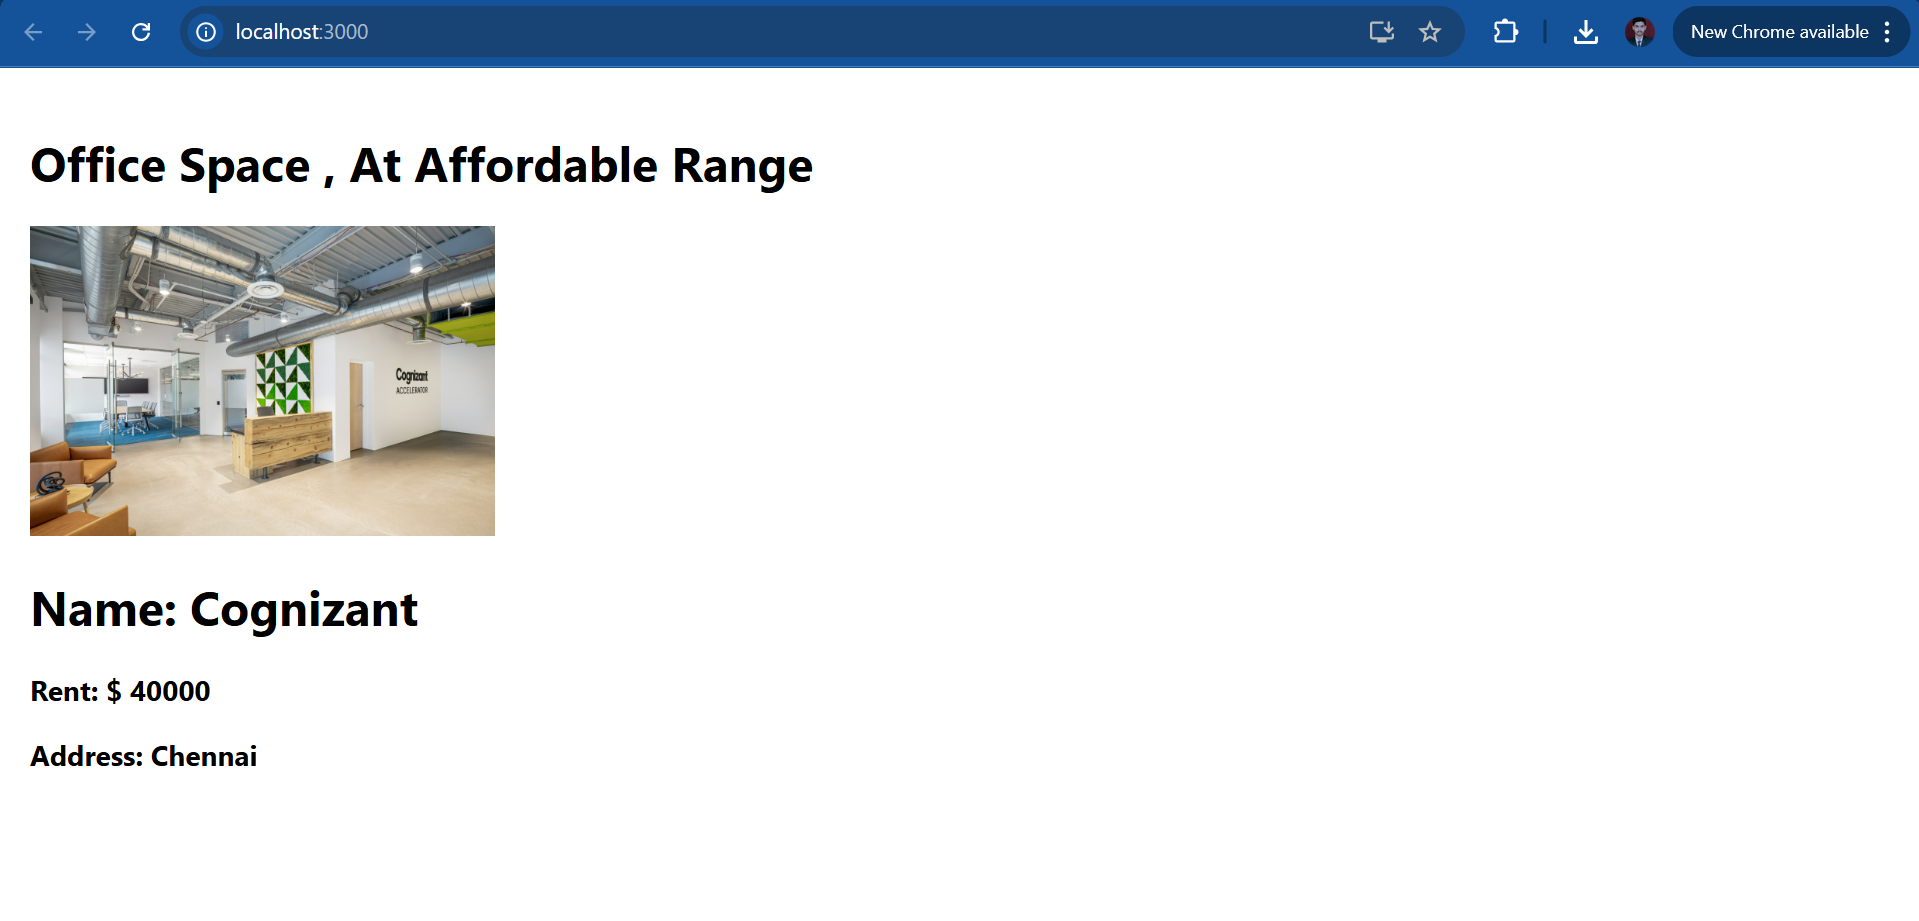 localhost:3000
New Chrome available
Office Space , At Affordable Range
Cognizant
ACCELERATOR
Name: Cognizant
Rent: $ 40000
Address: Chennai